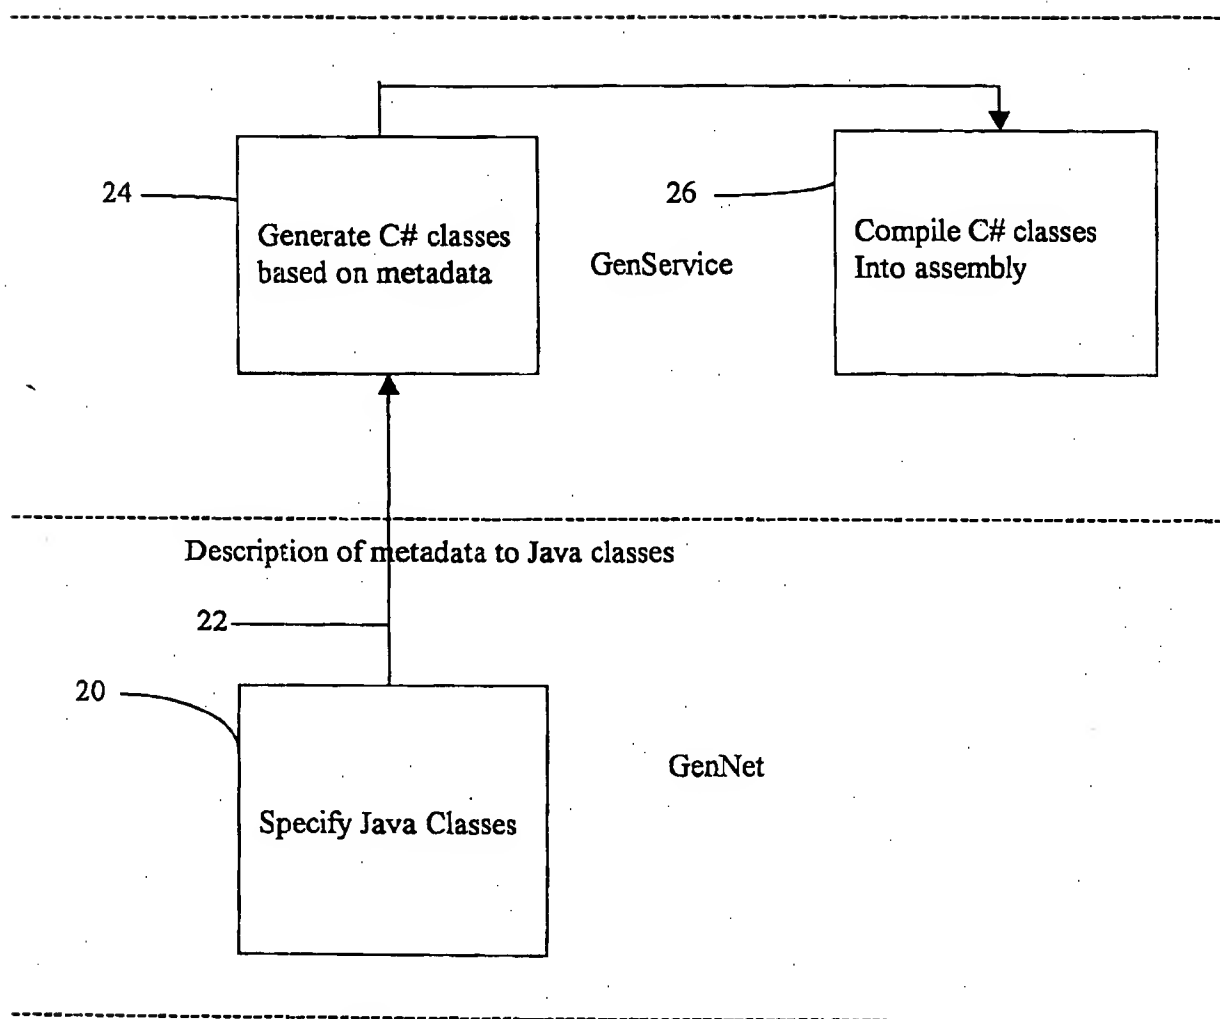 24
Generate C# classes
based on metadata
GenService
26
Compile C# classes
Into assembly
Description of metadata to Java classes
22
20
Specify Java Classes
GenNet